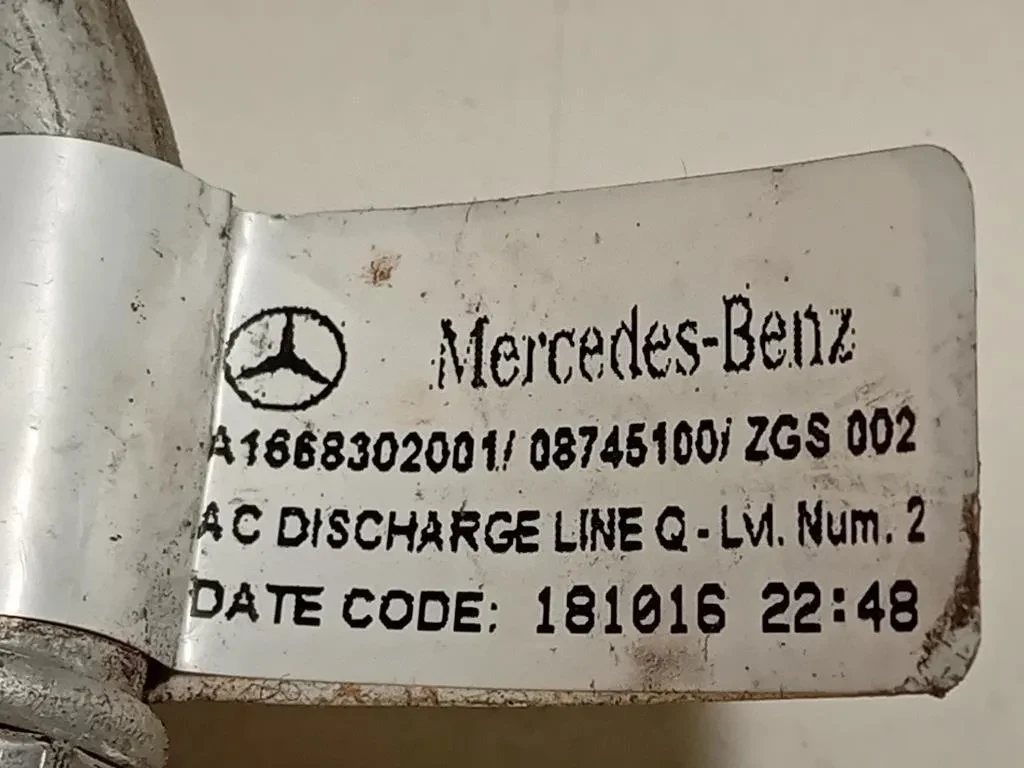 Mercedes-Benz
A1668302001/ 08745100/ ZGS 002
AC DISCHARGE LINE Q - Lvl. Num. 2
DATE CODE: 181016 22:48